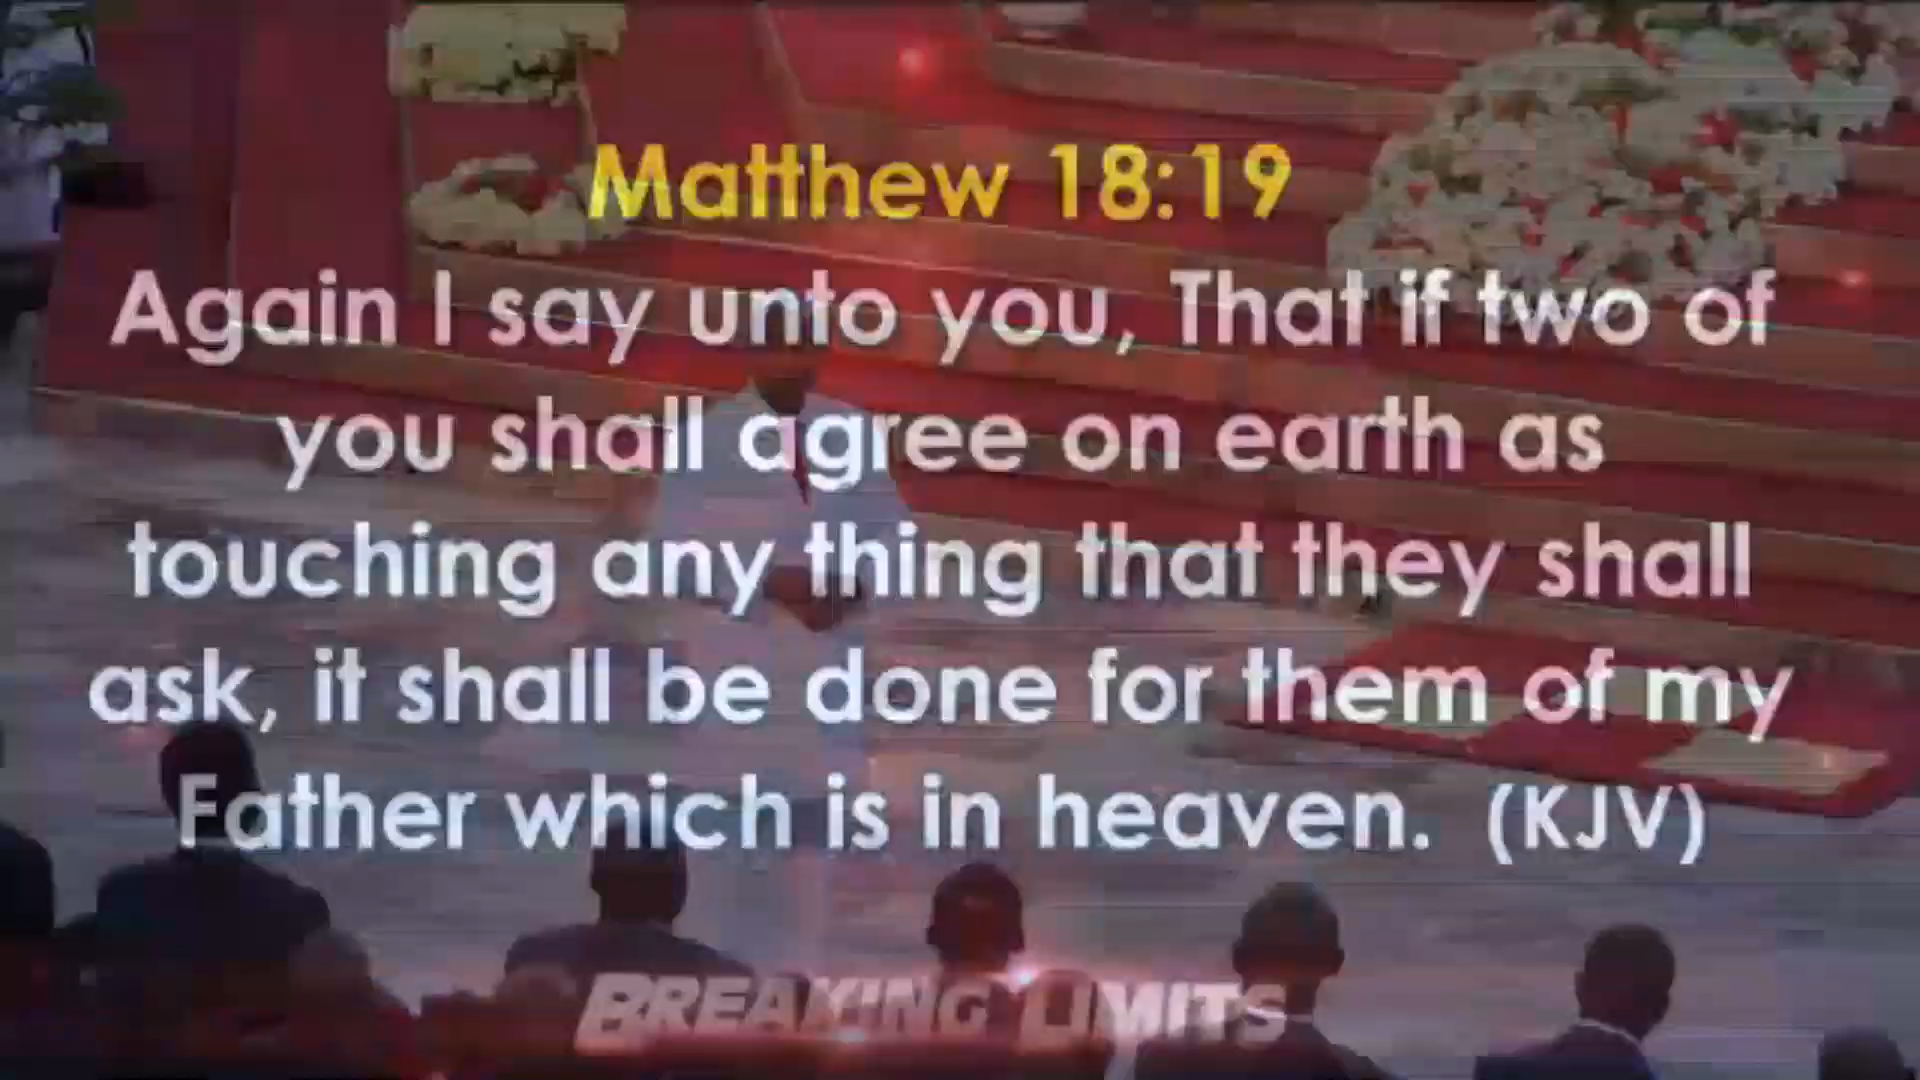 Matthew 18:19
Again I say unto you, That if two of
you shall agree on earth as
touching any thing that they shall
ask, it shall be done for them of my
Father which is in heaven. (KJV)
BREAKING LIMITS